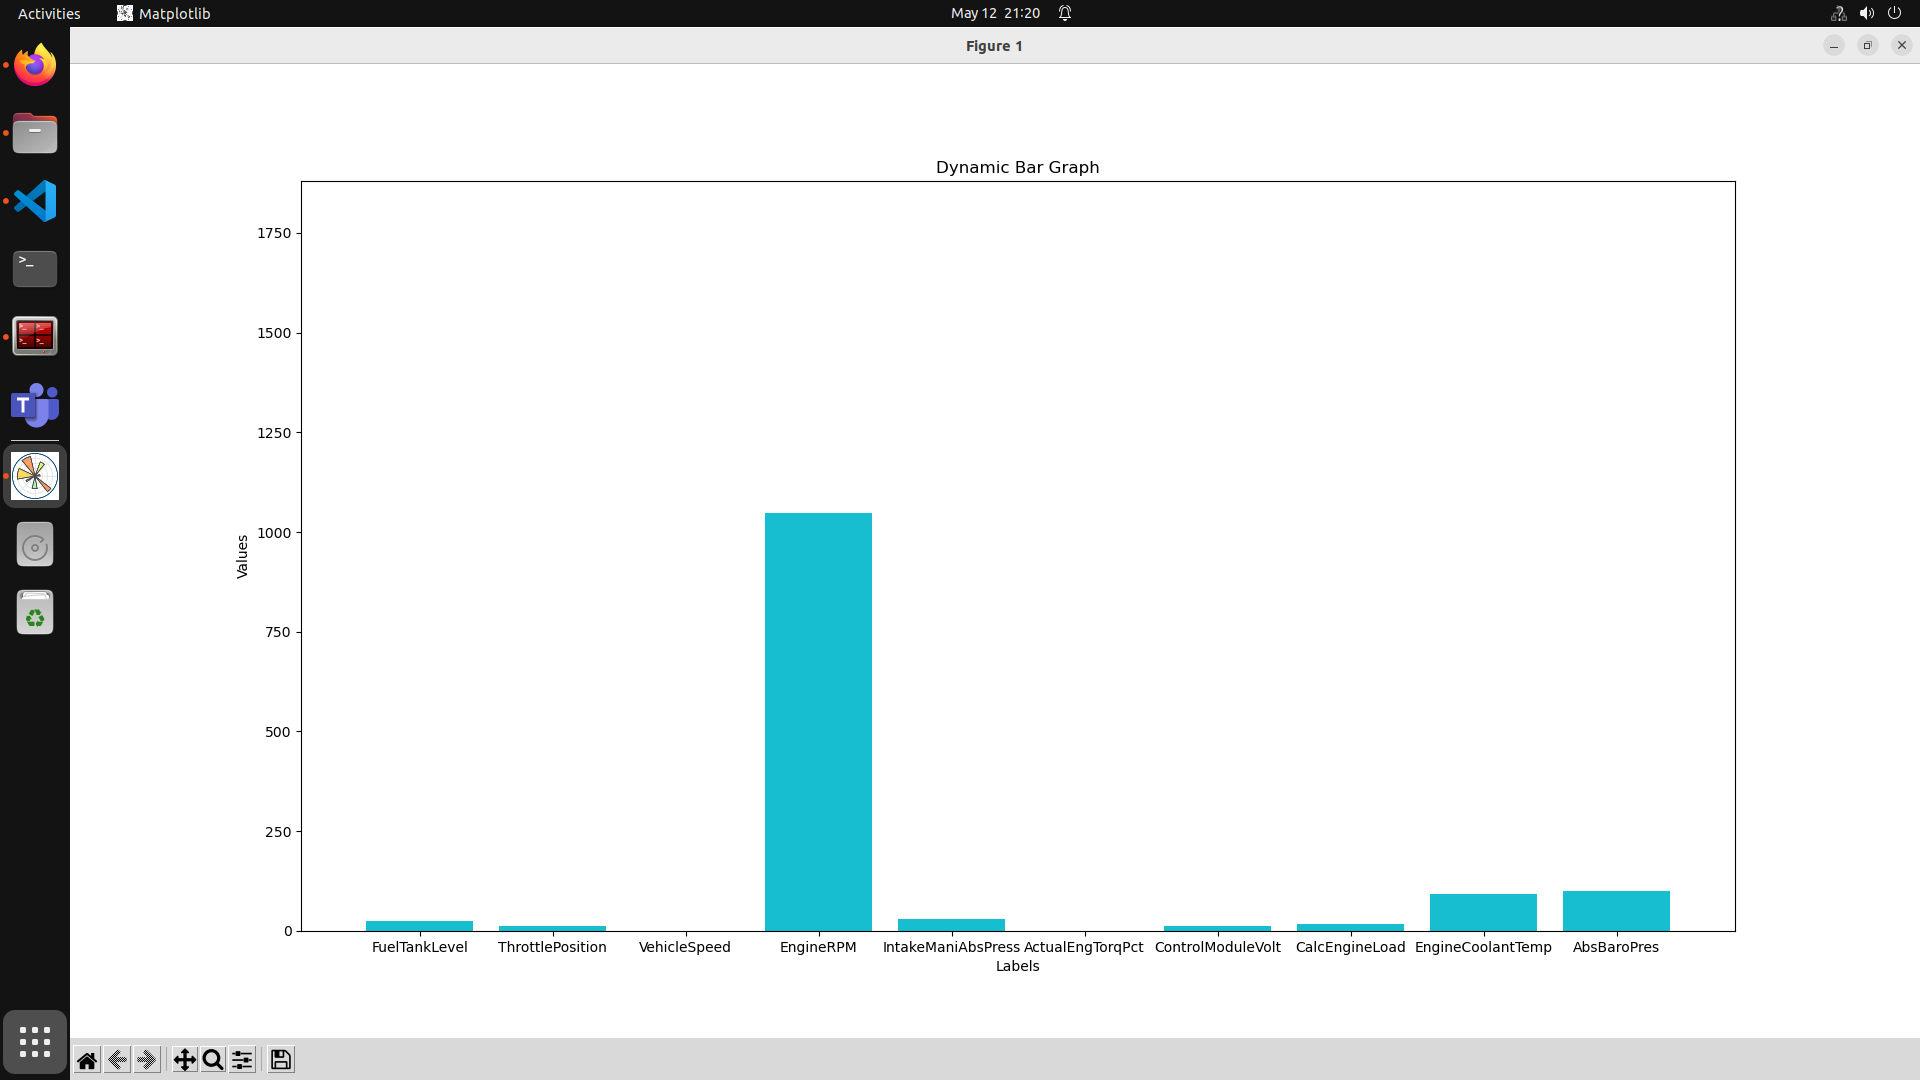 Activities Matplotlib May 12 21:20
Figure 1
Dynamic Bar Graph
1750
1500
1250
1000
750
500
250
0
Values
FuelTankLevel ThrottlePosition VehicleSpeed EngineRPM IntakeManiAbsPress ActualEngTorqPct ControlModuleVolt CalcEngineLoad EngineCoolantTemp AbsBaroPres
Labels